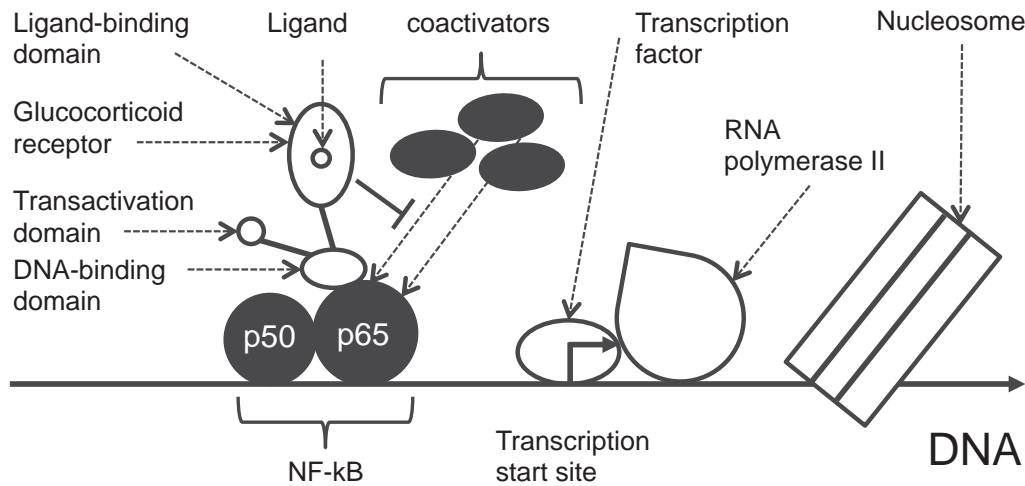 Ligand-binding
domain
Ligand
coactivators
Transcription
factor
Nucleosome
Glucocorticoid
receptor
RNA
polymerase II
Transactivation
domain
DNA-binding
domain
p50
p65
NF-kB
Transcription
start site
DNA